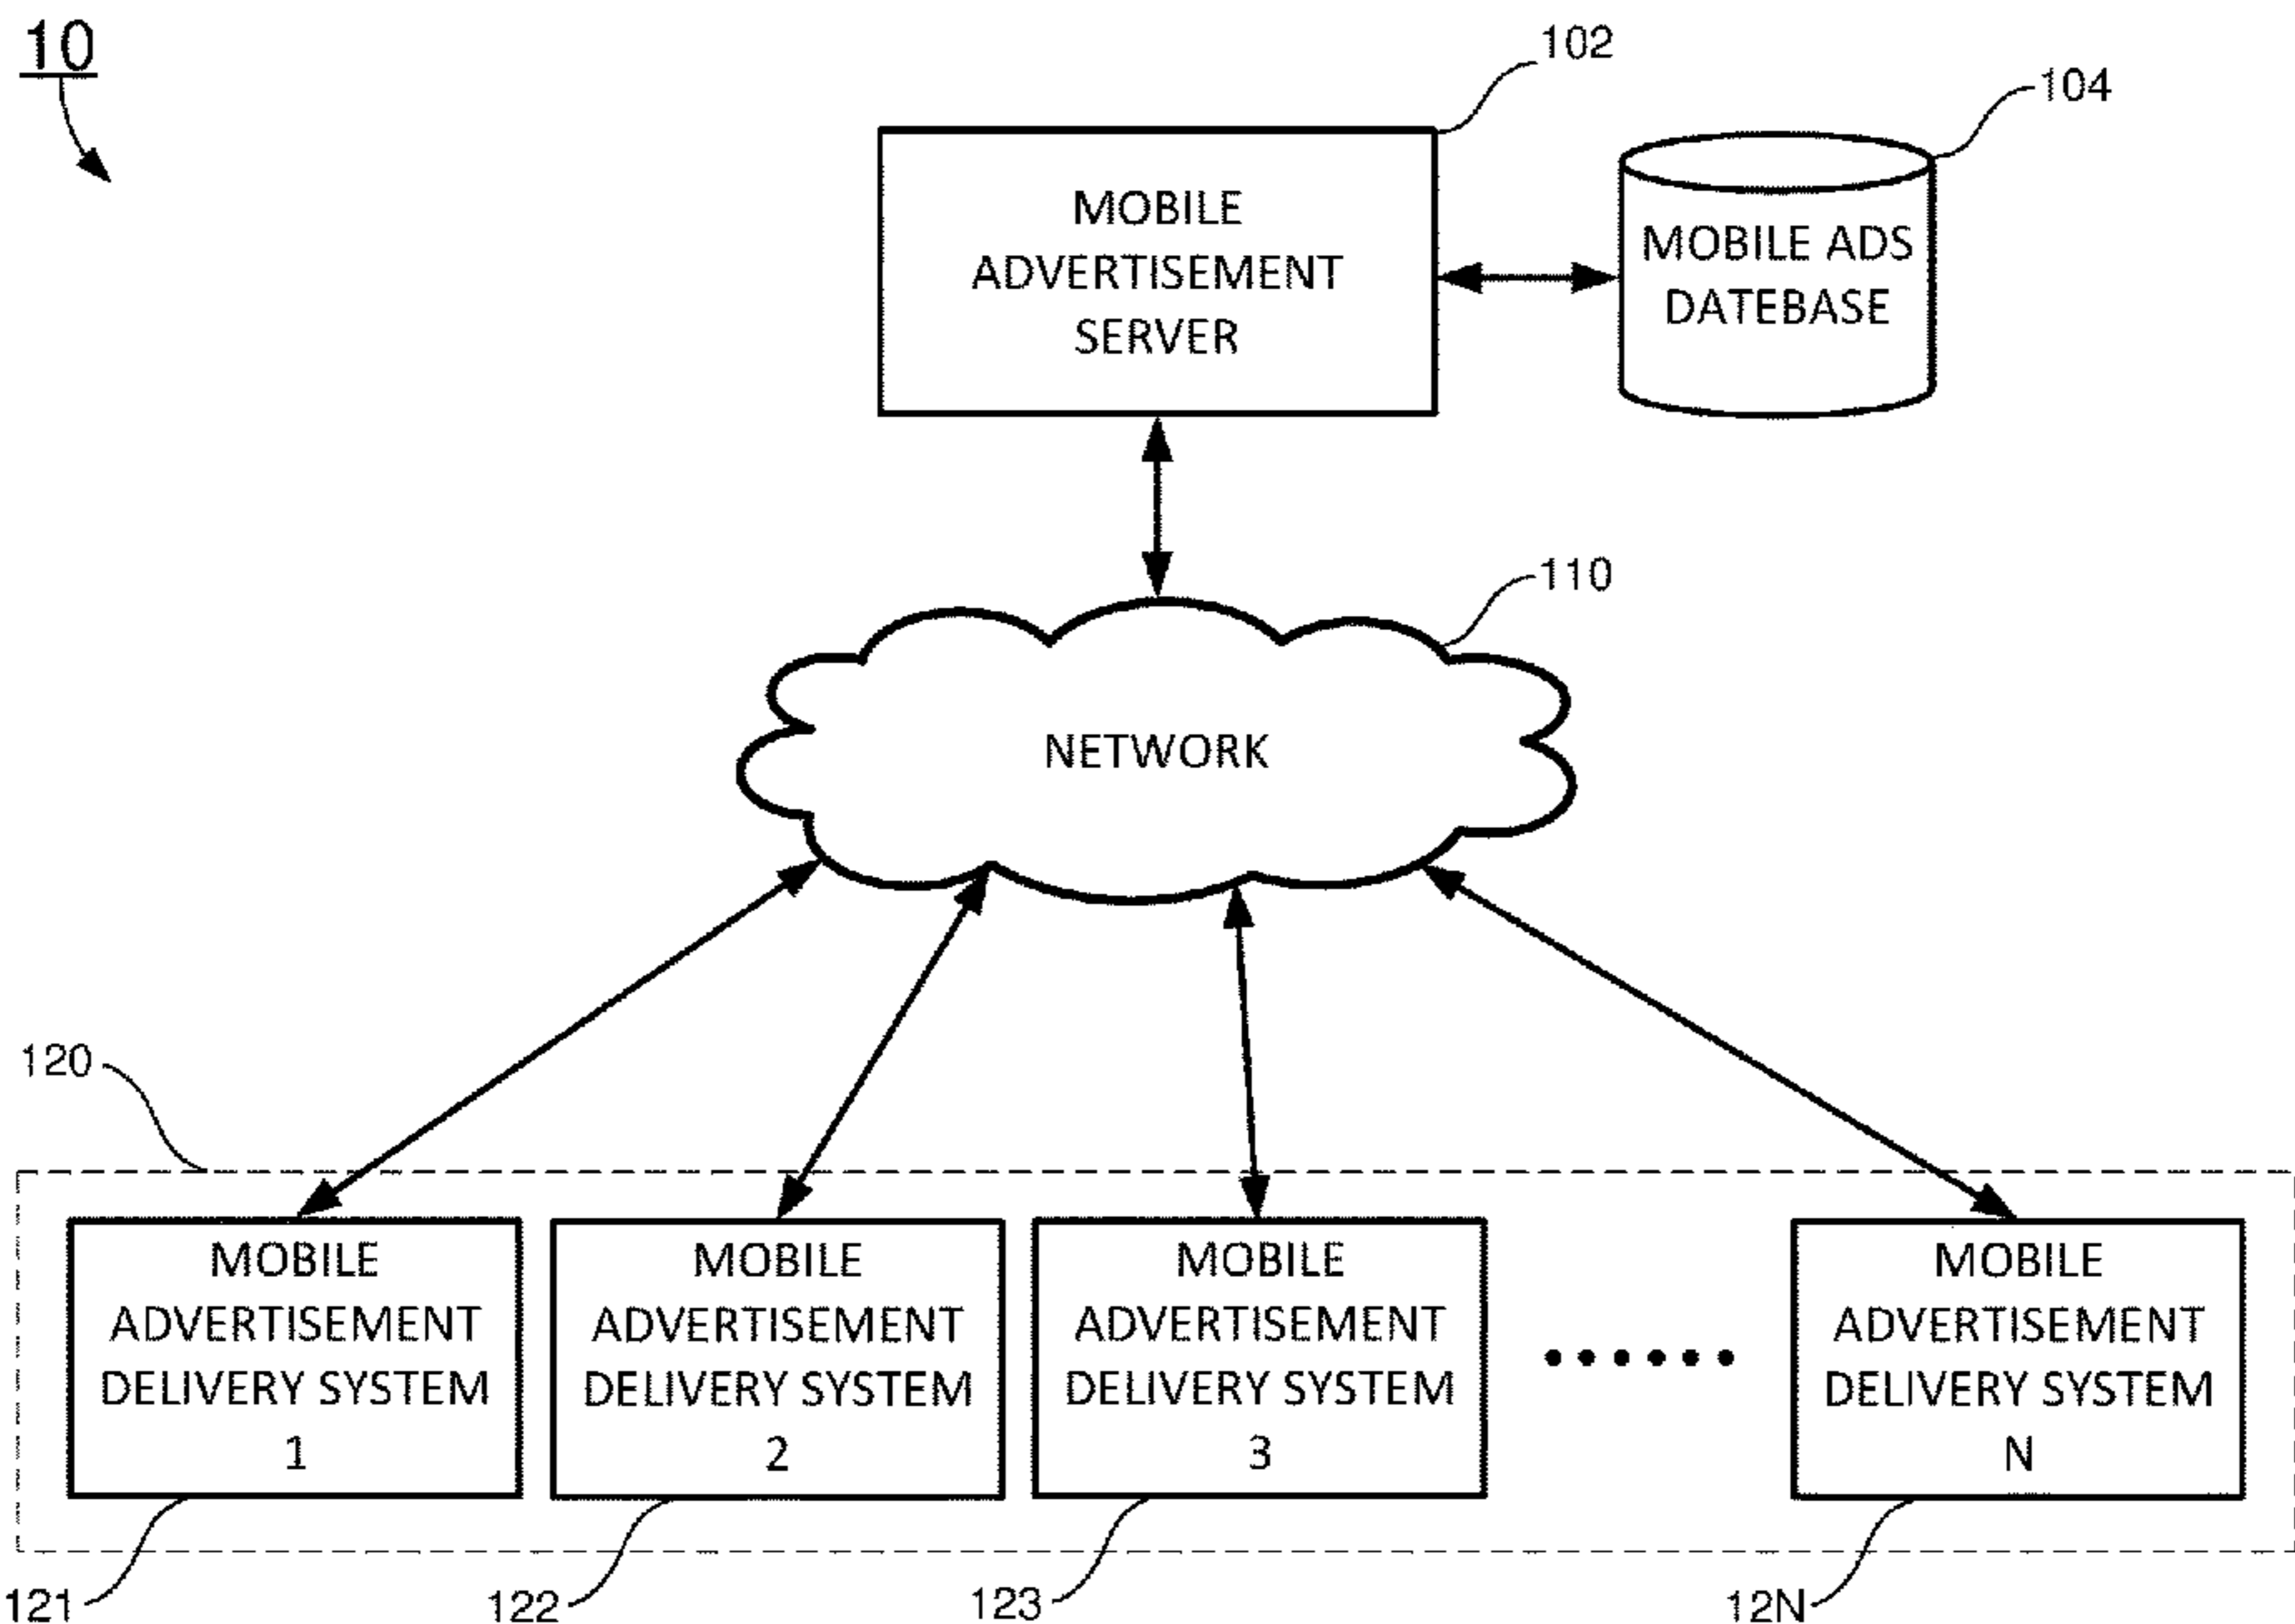 10
102
104
MOBILE
ADVERTISEMENT
SERVER
MOBILE ADS
DATEBASE
110
NETWORK
120
MOBILE
ADVERTISEMENT
DELIVERY SYSTEM
1
MOBILE
ADVERTISEMENT
DELIVERY SYSTEM
2
MOBILE
ADVERTISEMENT
DELIVERY SYSTEM
3
......
MOBILE
ADVERTISEMENT
DELIVERY SYSTEM
N
121
122
123
12N